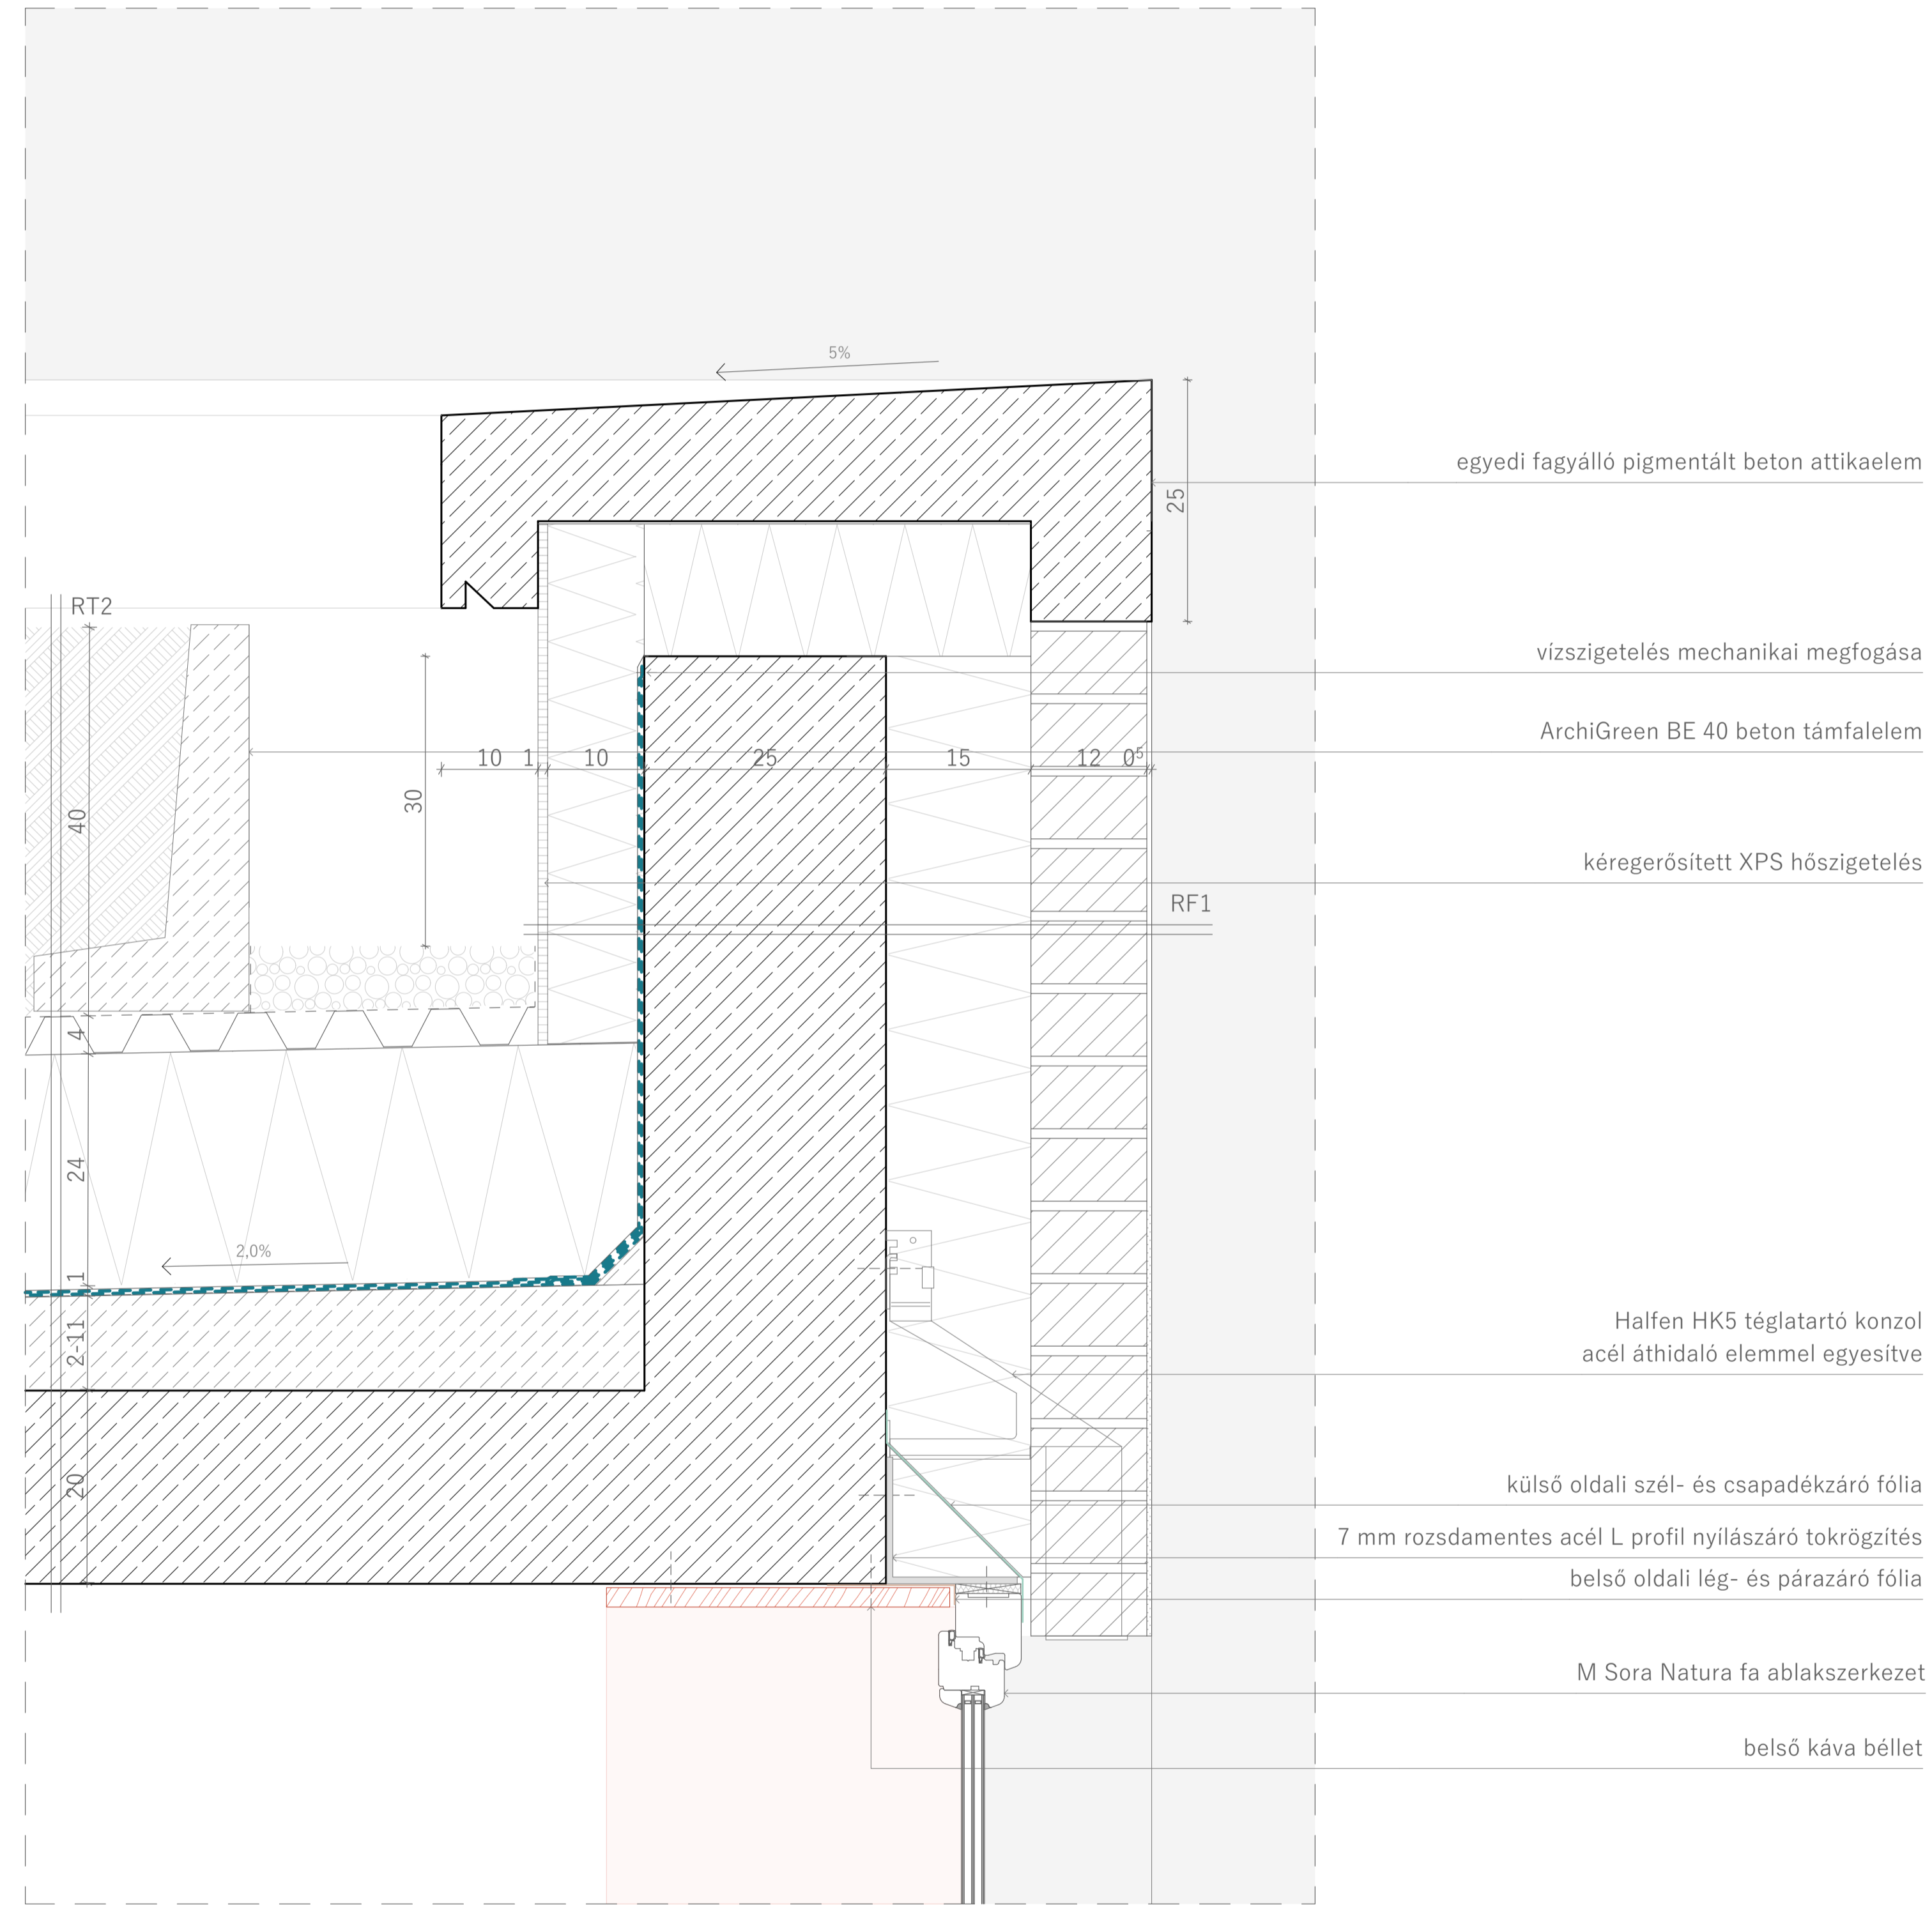 5%
egyedi fagyálló pigmentált beton attikaelem
25
RT2
vízszigetelés mechanikai megfogása
ArchiGreen BE 40 beton támfalelem
10 1 10 25 15 12 0⁵
30
40
kéregerősített XPS hőszigetelés
RF1
4
24
2,0%
1
2-11
Halfen HK5 téglatartó konzol
acél áthidaló elemmel egyesítve
20
külső oldali szél- és csapadékzáró fólia
7 mm rozsdamentes acél L profil nyílászáró tokrögzítés
belső oldali lég- és párazáró fólia
M Sora Natura fa ablakszerkezet
belső káva béllet